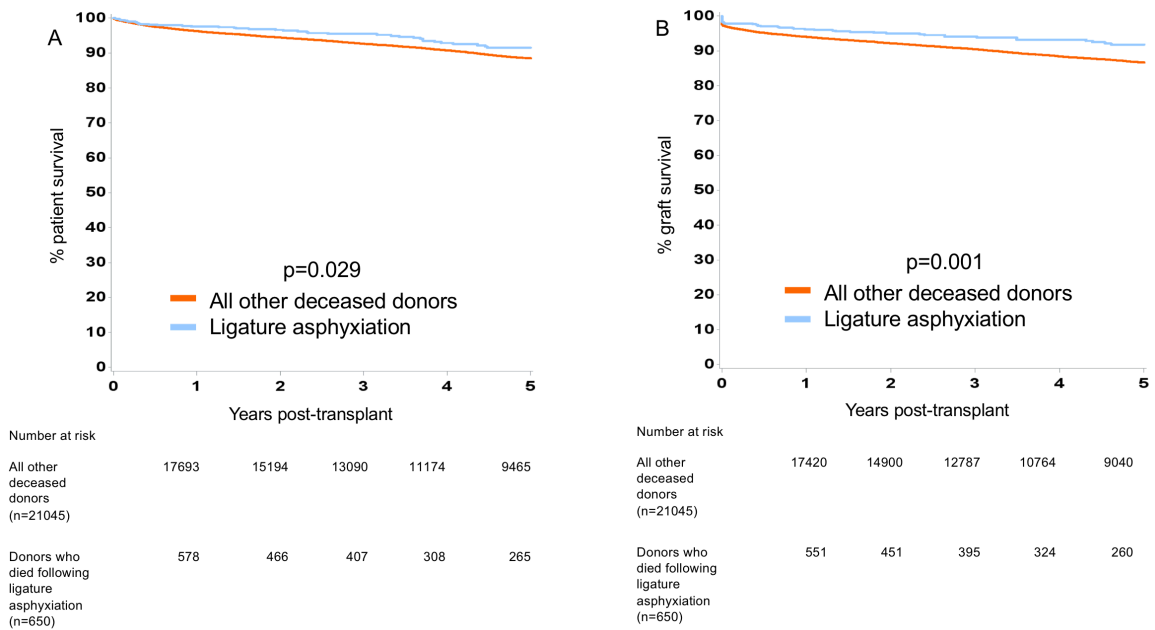 A
100
90
80
70
60
50
40
30
20
10
0
% patient survival
p=0.029
All other deceased donors
Ligature asphyxiation
0 1 2 3 4 5
Years post-transplant
Number at risk
All other
deceased
donors
(n=21045)
17693 15194 13090 11174 9465
Donors who
died following
ligature
asphyxiation
(n=650)
578 466 407 308 265
B
100
90
80
70
60
50
40
30
20
10
0
% graft survival
p=0.001
All other deceased donors
Ligature asphyxiation
0 1 2 3 4 5
Years post-transplant
Number at risk
All other
deceased
donors
(n=21045)
17420 14900 12787 10764 9040
Donors who
died following
ligature
asphyxiation
(n=650)
551 451 395 324 260